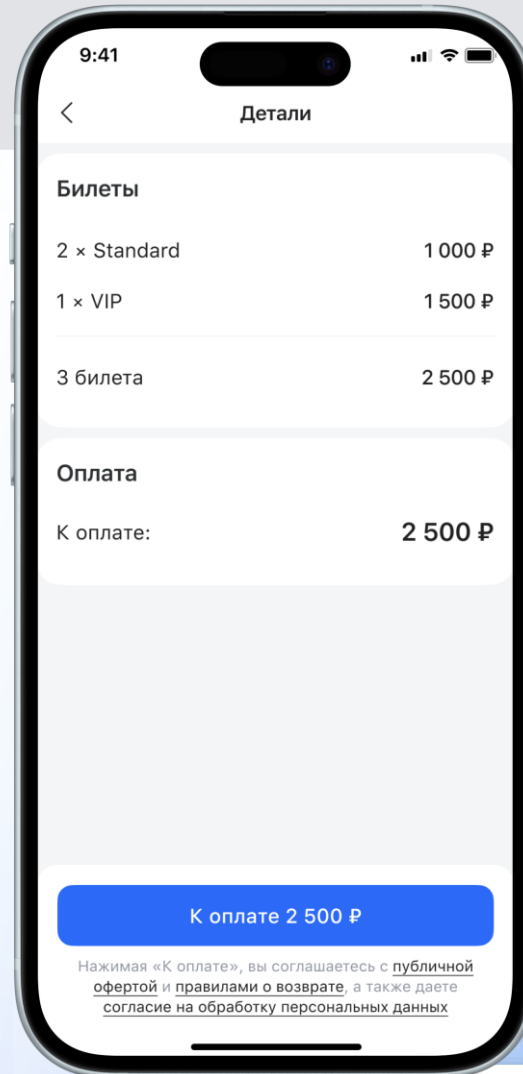 9:41
Детали
Билеты
2 × Standard 1 000 ₽
1 × VIP 1 500 ₽
3 билета 2 500 ₽
Оплата
К оплате: 2 500 ₽
К оплате 2 500 ₽
Нажимая «К оплате», вы соглашаетесь с публичной
офертой и правилами о возврате, а также даете
согласие на обработку персональных данных